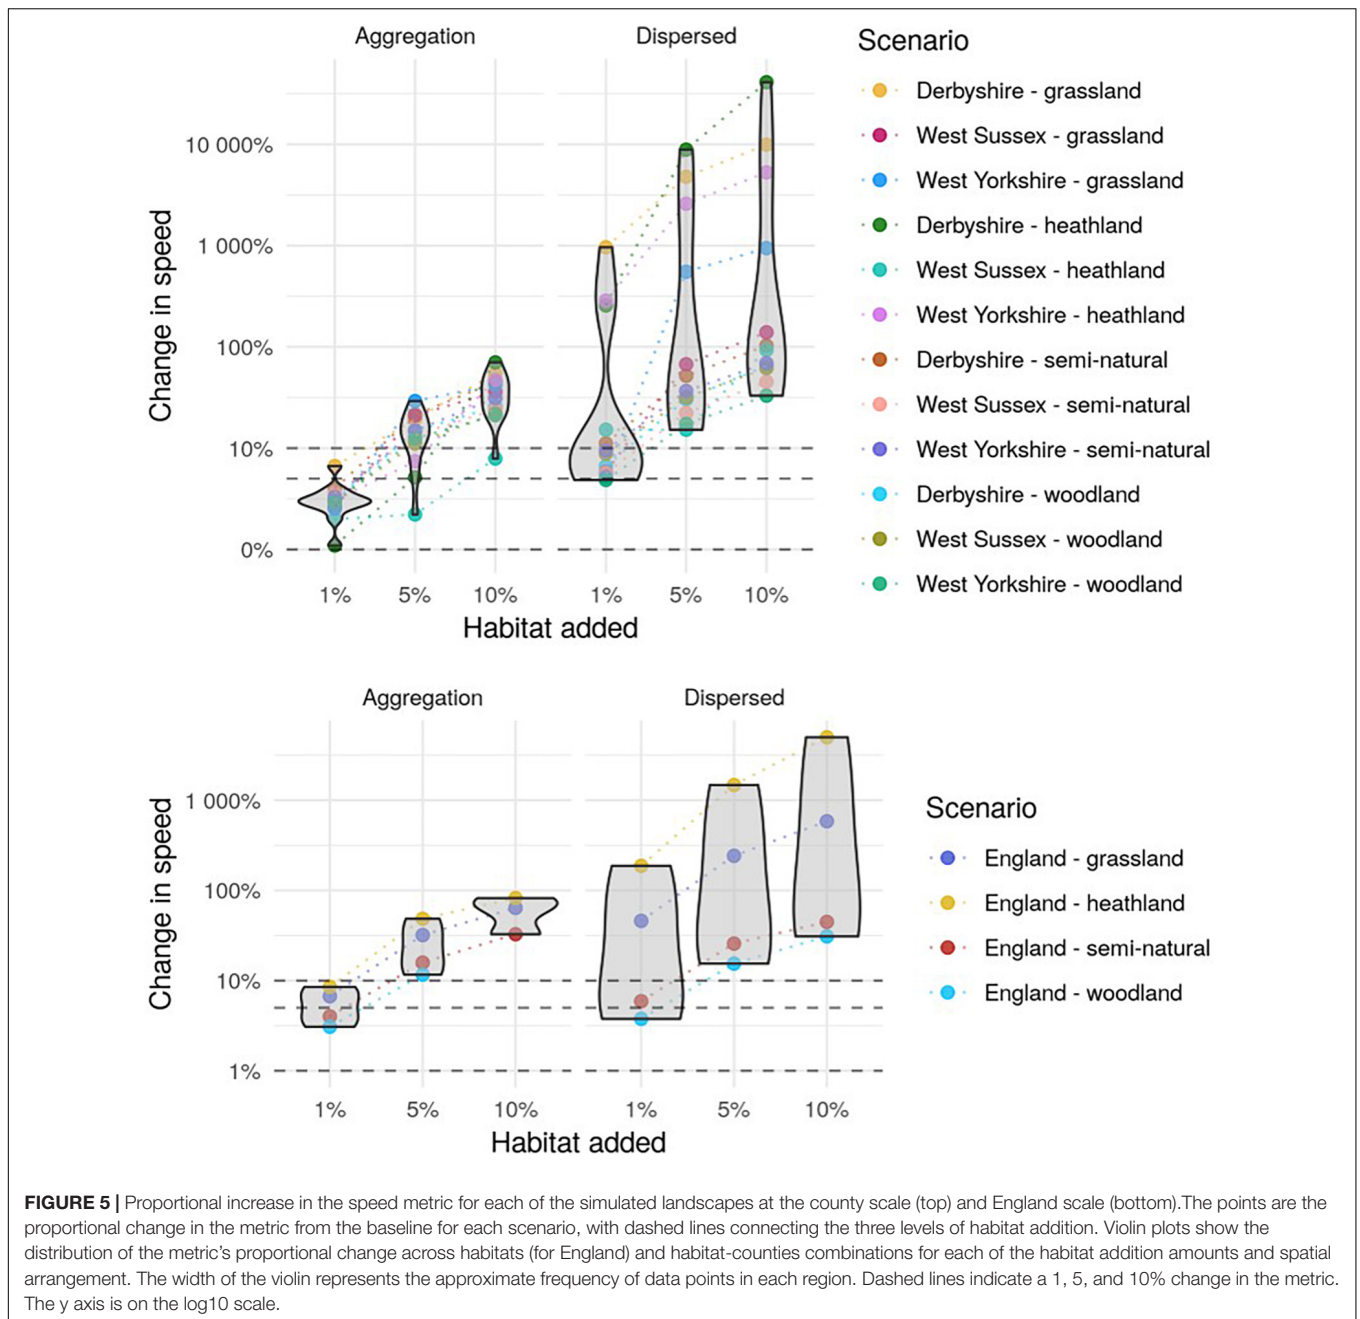 Aggregation
Dispersed
Scenario
Change in speed
10 000%
1 000%
100%
10%
0%
1%
5%
10%
1%
5%
10%
Habitat added
Derbyshire - grassland
West Sussex - grassland
West Yorkshire - grassland
Derbyshire - heathland
West Sussex - heathland
West Yorkshire - heathland
Derbyshire - semi-natural
West Sussex - semi-natural
West Yorkshire - semi-natural
Derbyshire - woodland
West Sussex - woodland
West Yorkshire - woodland
Aggregation
Dispersed
Change in speed
1 000%
100%
10%
1%
1%
5%
10%
1%
5%
10%
Habitat added
Scenario
England - grassland
England - heathland
England - semi-natural
England - woodland
FIGURE 5 | Proportional increase in the speed metric for each of the simulated landscapes at the county scale (top) and England scale (bottom).The points are the
proportional change in the metric from the baseline for each scenario, with dashed lines connecting the three levels of habitat addition. Violin plots show the
distribution of the metric's proportional change across habitats (for England) and habitat-counties combinations for each of the habitat addition amounts and spatial
arrangement. The width of the violin represents the approximate frequency of data points in each region. Dashed lines indicate a 1, 5, and 10% change in the metric.
The y axis is on the log10 scale.